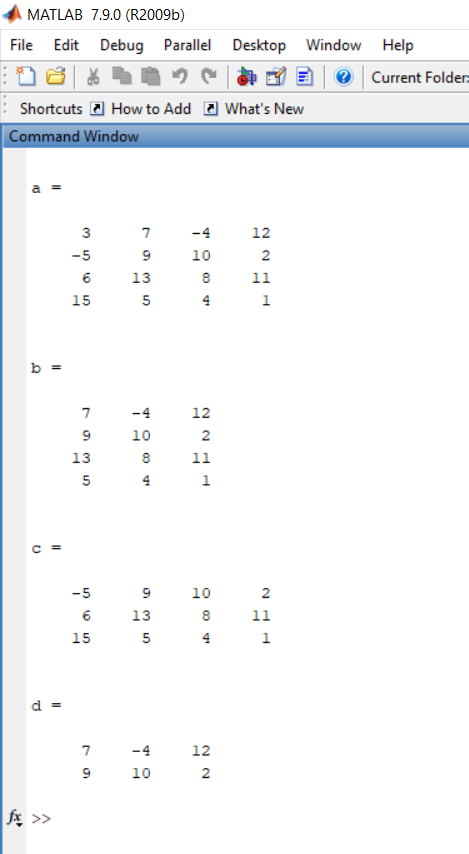 MATLAB 7.9.0 (R2009b)
File Edit Debug Parallel Desktop Window Help
Current Folder:
Shortcuts How to Add What's New
Command Window
a =
3 7 -4 12
-5 9 10 2
6 13 8 11
15 5 4 1
b =
7 -4 12
9 10 2
13 8 11
5 4 1
c =
-5 9 10 2
6 13 8 11
15 5 4 1
d =
7 -4 12
9 10 2
fx >>